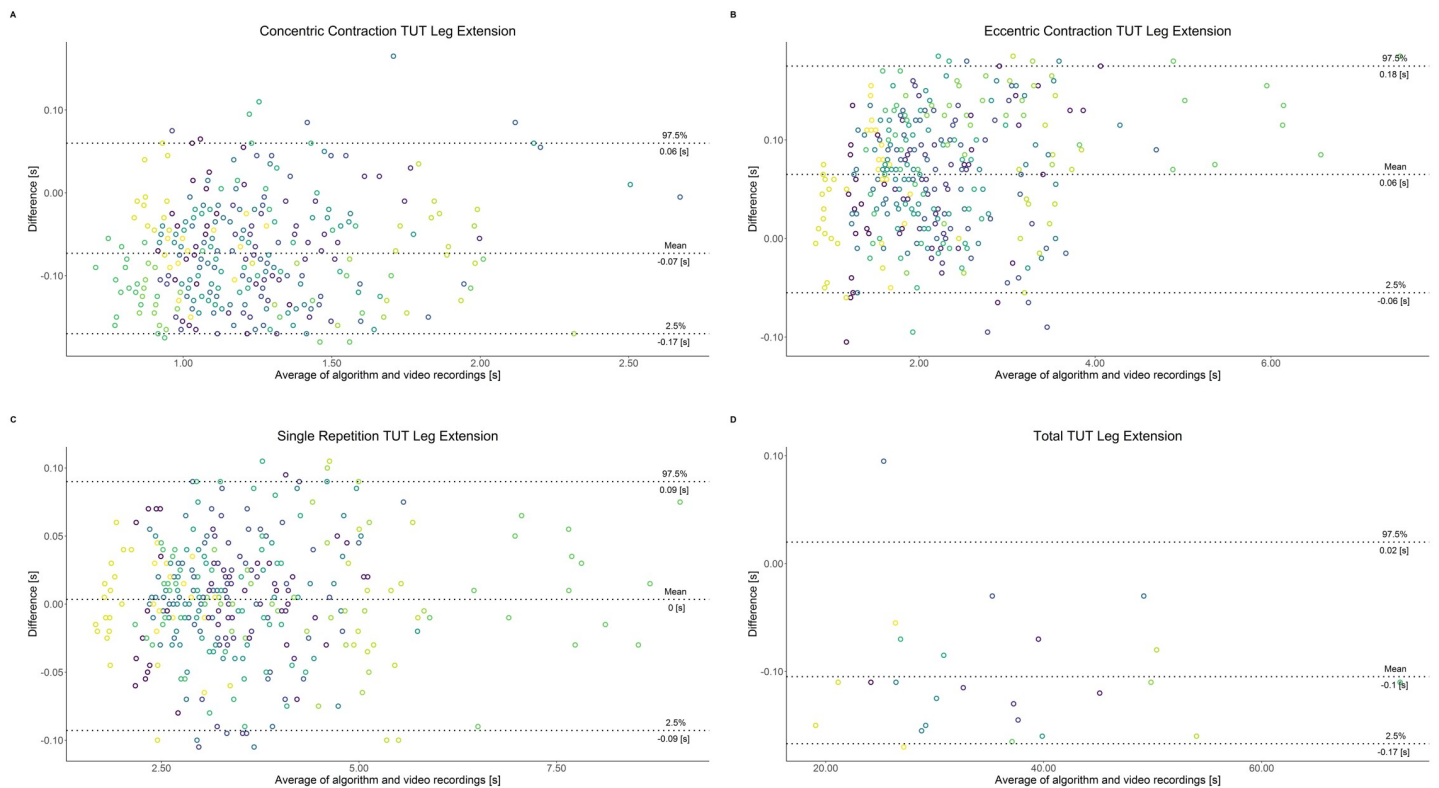 A
Concentric Contraction TUT Leg Extension
Difference [s]
0.10
0.00
-0.10
97.5%
0.06 [s]
Mean
-0.07 [s]
2.5%
-0.17 [s]
1.00 1.50 2.00 2.50
Average of algorithm and video recordings [s]
B
Eccentric Contraction TUT Leg Extension
Difference [s]
0.10
0.00
-0.10
97.5%
0.18 [s]
Mean
0.06 [s]
2.5%
-0.06 [s]
2.00 4.00 6.00
Average of algorithm and video recordings [s]
C
Single Repetition TUT Leg Extension
Difference [s]
0.10
0.05
0.00
-0.05
-0.10
97.5%
0.09 [s]
Mean
0 [s]
2.5%
-0.09 [s]
2.50 5.00 7.50
Average of algorithm and video recordings [s]
D
Total TUT Leg Extension
Difference [s]
0.10
0.00
-0.10
97.5%
0.02 [s]
Mean
-0.1 [s]
2.5%
-0.17 [s]
20.00 40.00 60.00
Average of algorithm and video recordings [s]